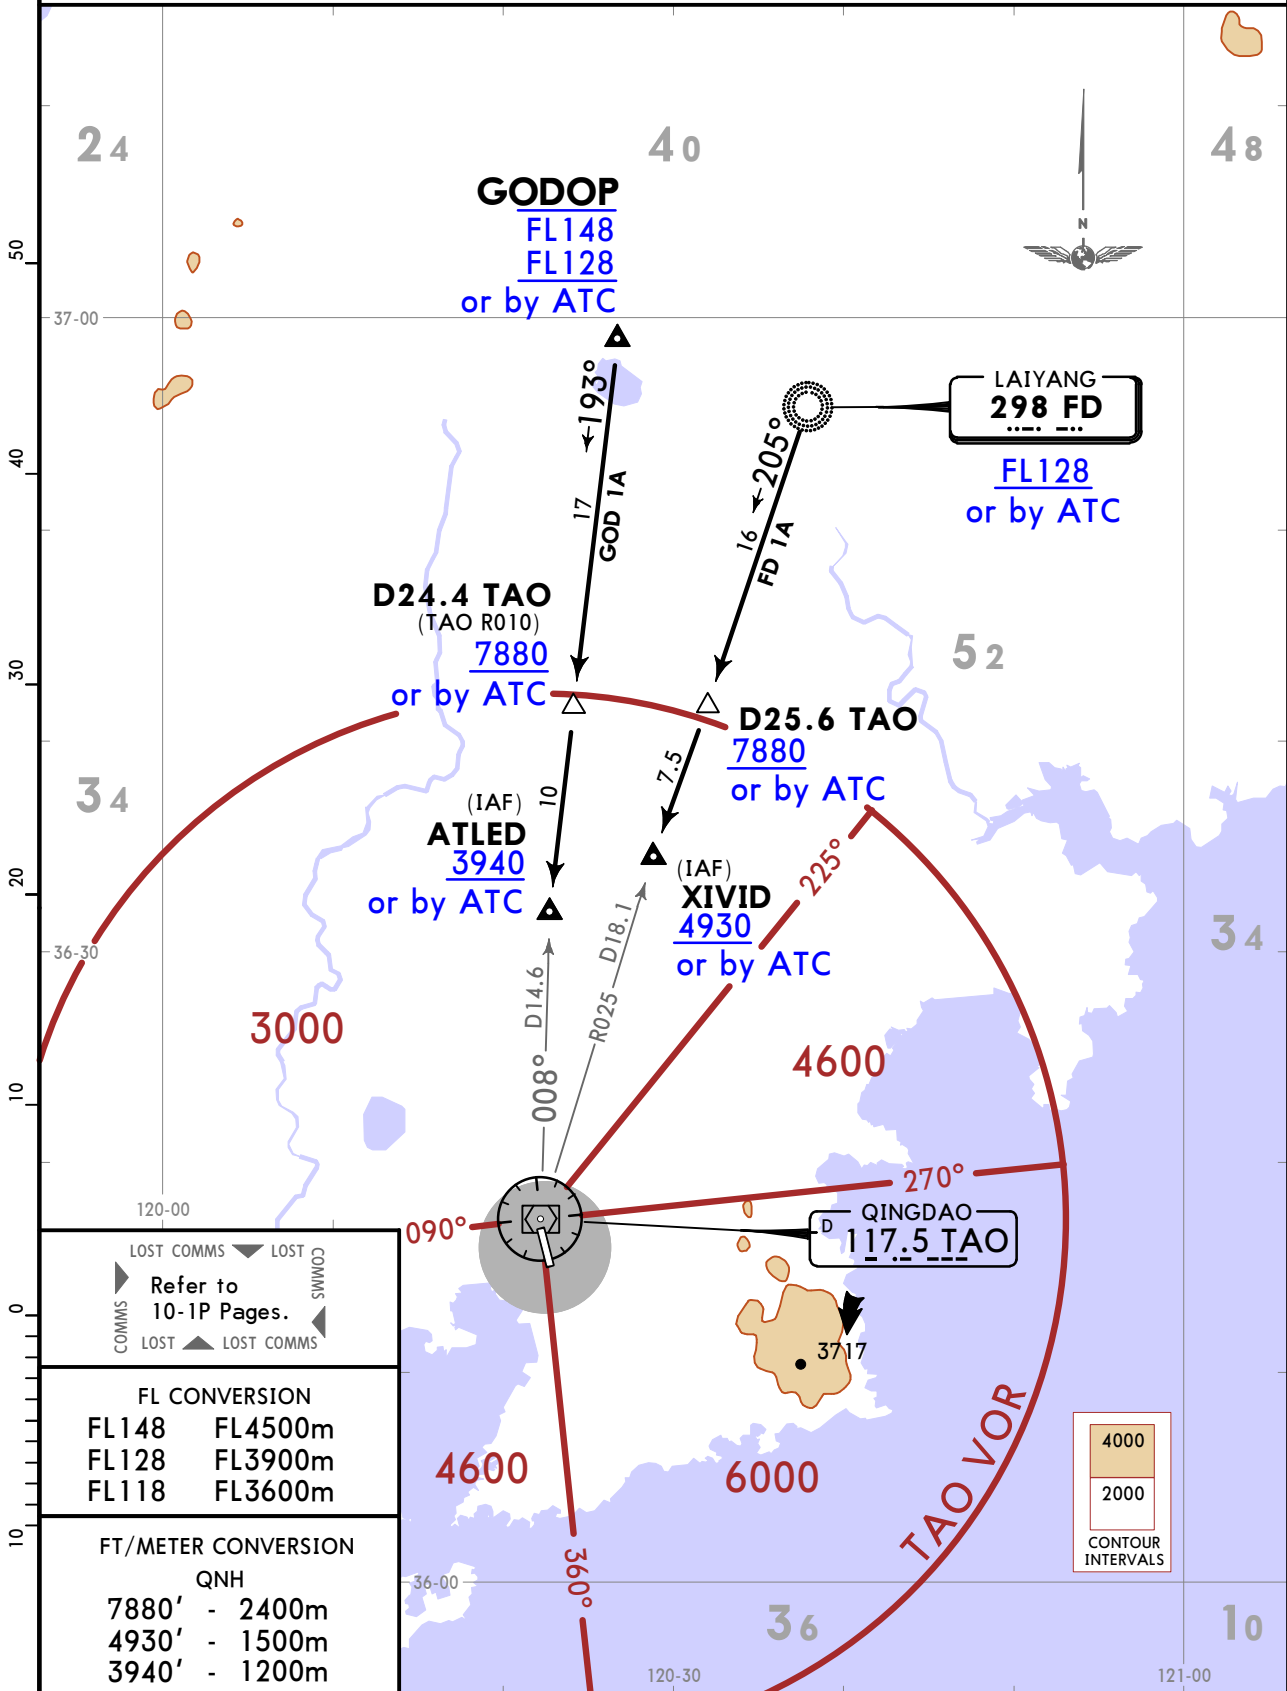 24
40
48
GODOP
FL148
FL128
or by ATC
N
50
37-00
193°
LAIYANG
298 FD
FL128
or by ATC
205°
40
17
GOD 1A
16
FD 1A
D24.4 TAO
(TAO R010)
7880
or by ATC
52
30
D25.6 TAO
7880
or by ATC
7.5
34
10
(IAF)
ATLED
3940
or by ATC
(IAF)
XIVID
4930
or by ATC
225°
20
34
36-30
D18.1
D14.6
R025
3000
4600
008°
10
270°
120-00
090°
QINGDAO
D
117.5 TAO
LOST COMMS LOST COMMS
Refer to
10-1P Pages.
COMMS LOST LOST COMMS
0
3717
FL CONVERSION
FL148 FL4500m
FL128 FL3900m
FL118 FL3600m
4600
6000
TAO VOR
4000
2000
CONTOUR
INTERVALS
10
FT/METER CONVERSION
QNH
7880' - 2400m
4930' - 1500m
3940' - 1200m
360°
36-00
36
10
120-30
121-00